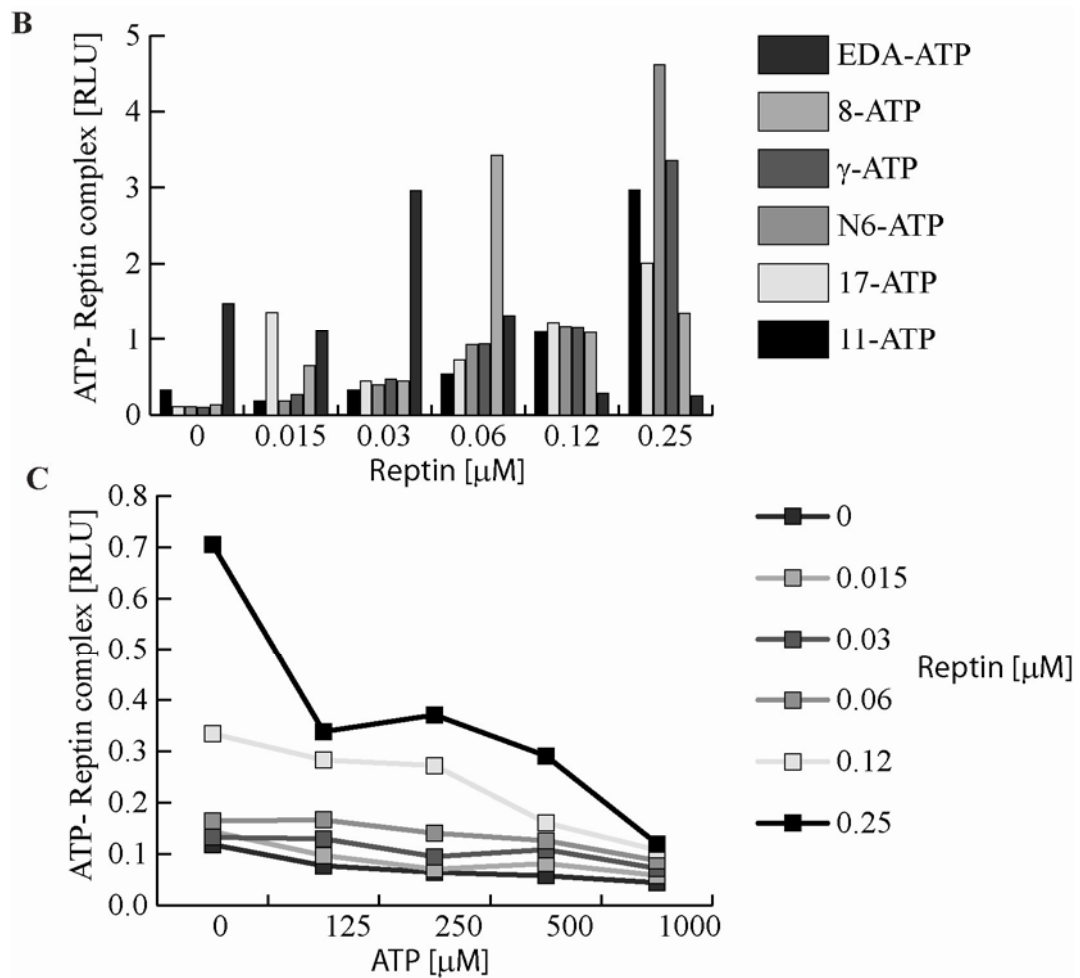 B
ATP- Reptin complex [RLU]
5
4
3
2
1
0
0 0.015 0.03 0.06 0.12 0.25
Reptin [μM]
EDA-ATP
8-ATP
γ-ATP
N6-ATP
17-ATP
11-ATP
C
ATP- Reptin complex [RLU]
0.8
0.7
0.6
0.5
0.4
0.3
0.2
0.1
0.0
0 125 250 500 1000
ATP [μM]
0
0.015
0.03
0.06
0.12
0.25
Reptin [μM]